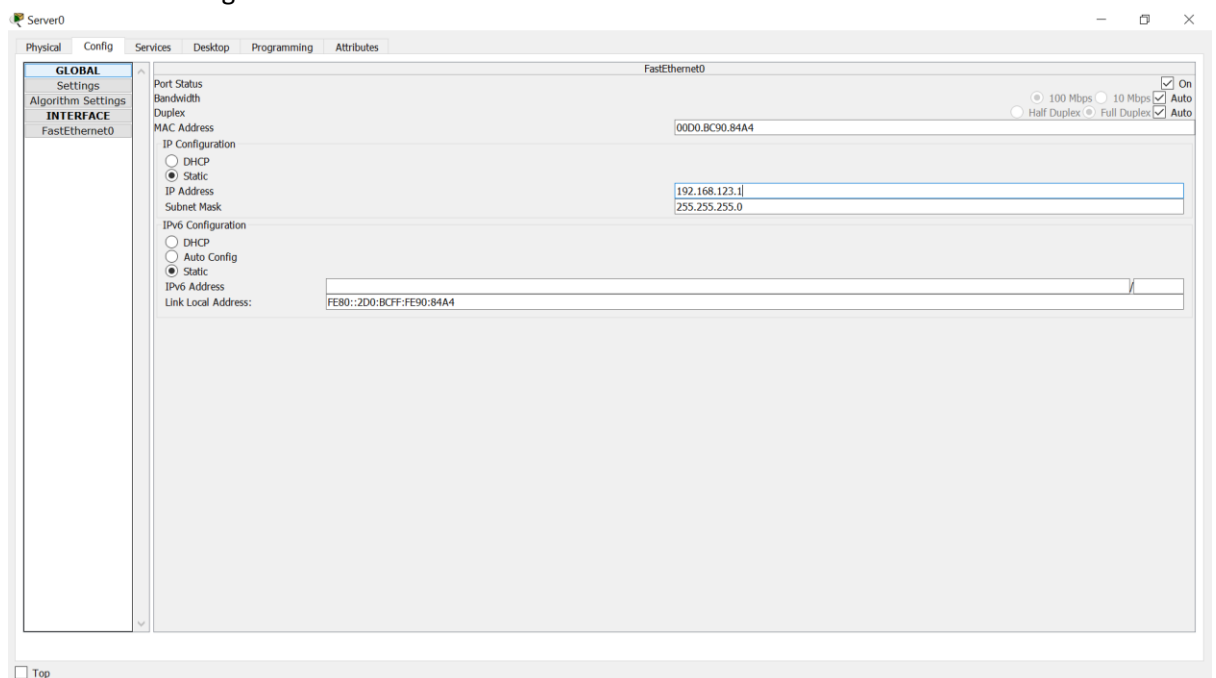 Server0
Physical Config Services Desktop Programming Attributes
GLOBAL
Settings
Algorithm Settings
INTERFACE
FastEthernet0
FastEthernet0
Port Status On
Bandwidth 100 Mbps 10 Mbps Auto
Duplex Half Duplex Full Duplex Auto
MAC Address 00D0.BC90.84A4
IP Configuration
DHCP
Static
IP Address 192.168.123.1
Subnet Mask 255.255.255.0
IPv6 Configuration
DHCP
Auto Config
Static
IPv6 Address /
Link Local Address: FE80::2D0:BCFF:FE90:84A4
Top